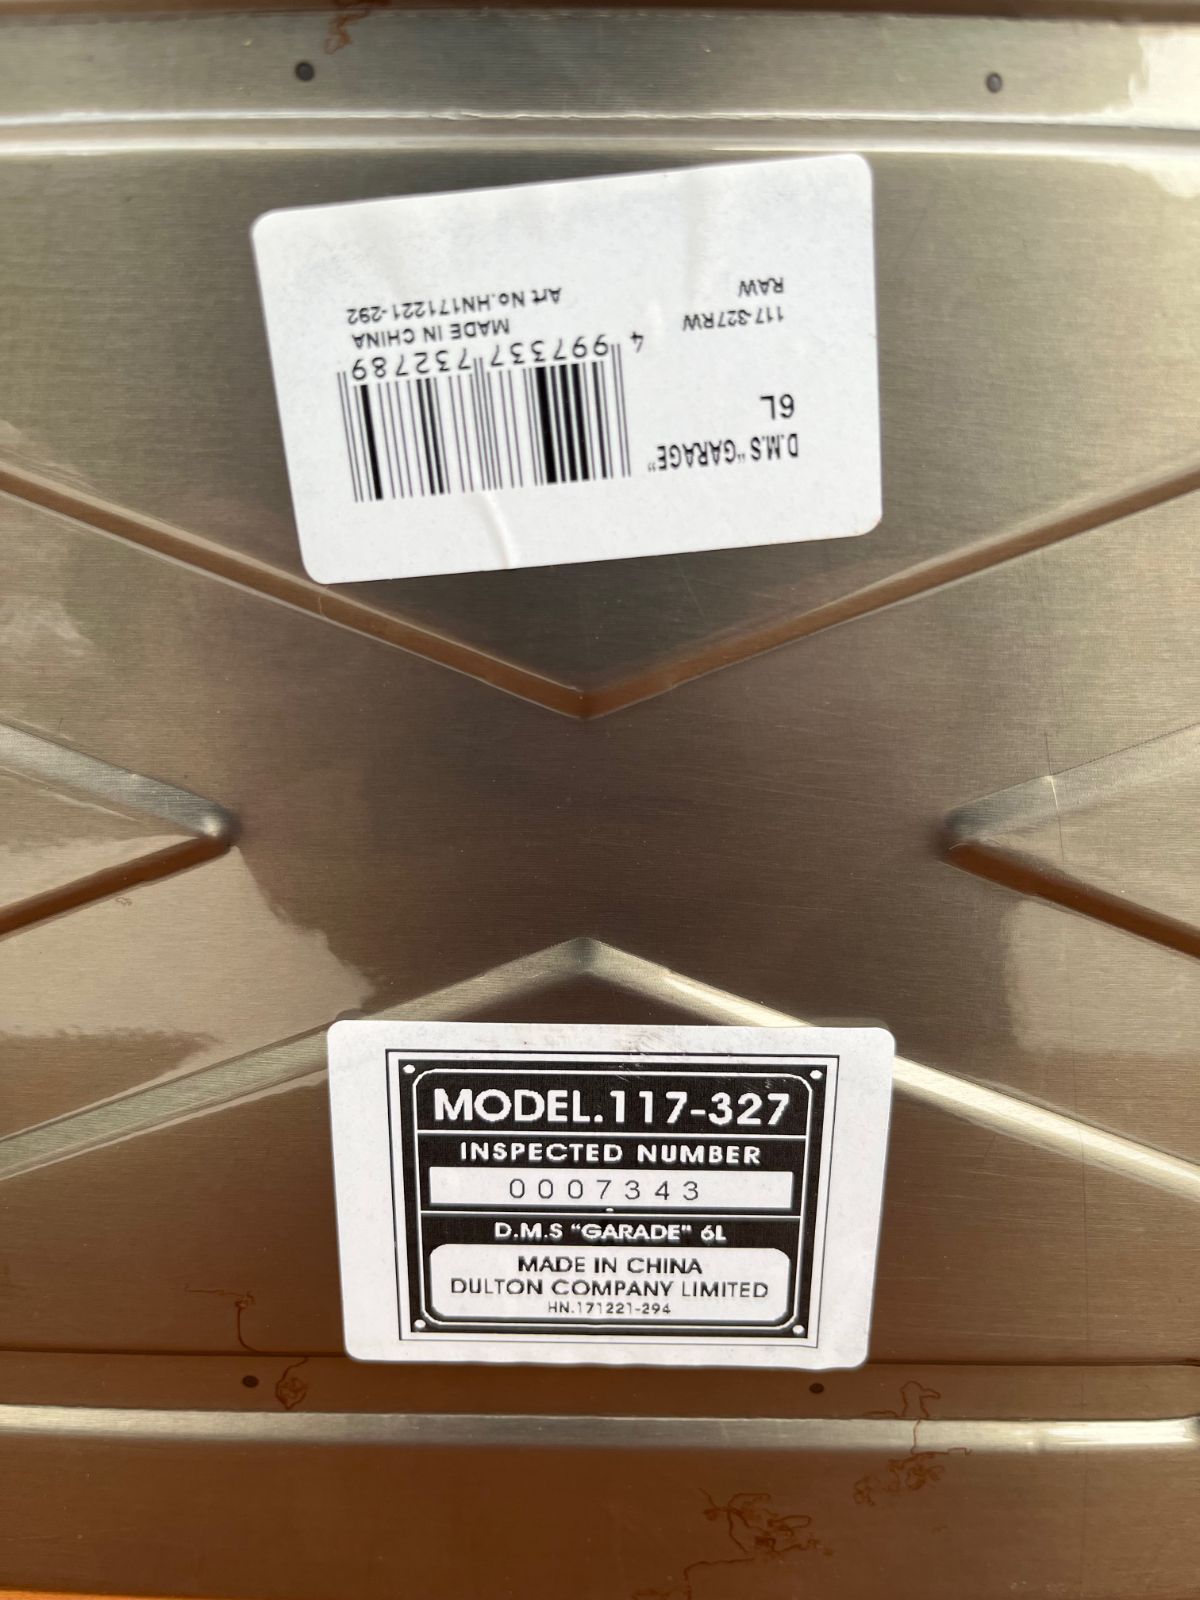 D.M.S "GARAGE"
6L
117-327RW
RAW
4 997337 732789
MADE IN CHINA
Art No.HN171221-292
MODEL.117-327
INSPECTED NUMBER
0007343
D.M.S "GARADE" 6L
MADE IN CHINA
DULTON COMPANY LIMITED
HN.171221-294